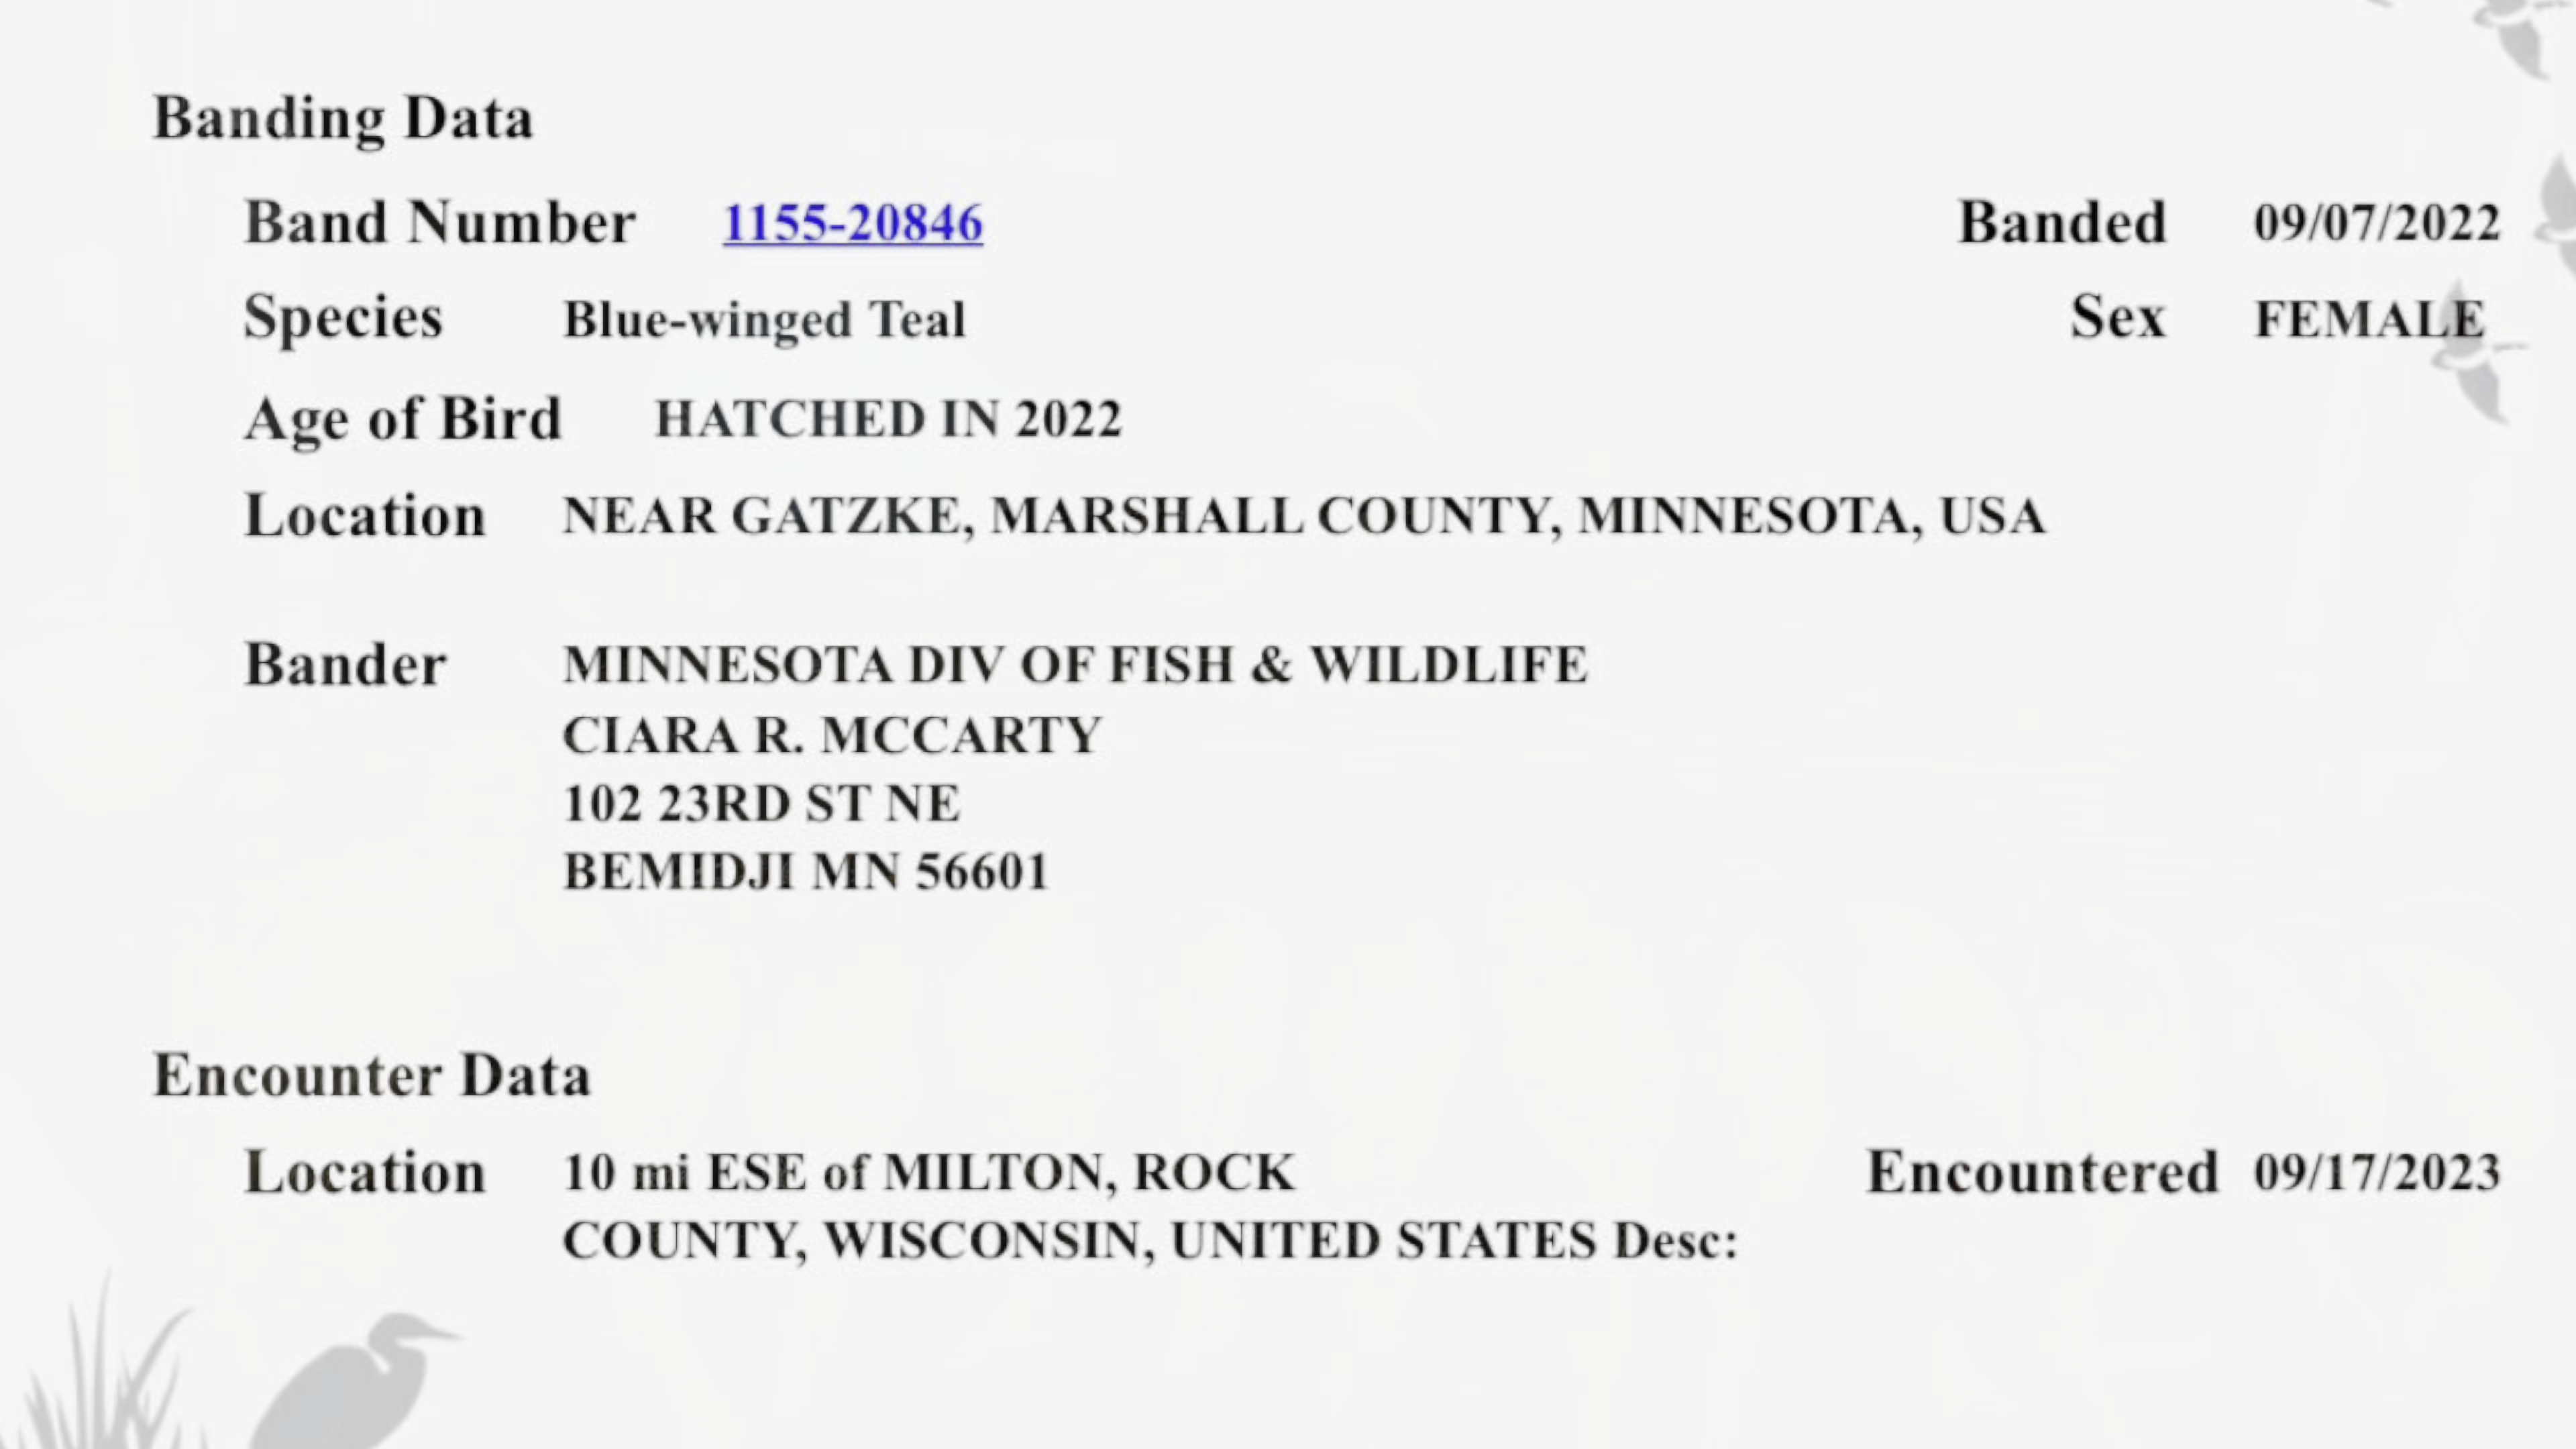 Banding Data
Band Number 1155-20846 Banded 09/07/2022
Species Blue-winged Teal Sex FEMALE
Age of Bird HATCHED IN 2022
Location NEAR GATZKE, MARSHALL COUNTY, MINNESOTA, USA
Bander MINNESOTA DIV OF FISH & WILDLIFE
CIARA R. MCCARTY
102 23RD ST NE
BEMIDJI MN 56601
Encounter Data
Location 10 mi ESE of MILTON, ROCK Encountered 09/17/2023
COUNTY, WISCONSIN, UNITED STATES Desc: